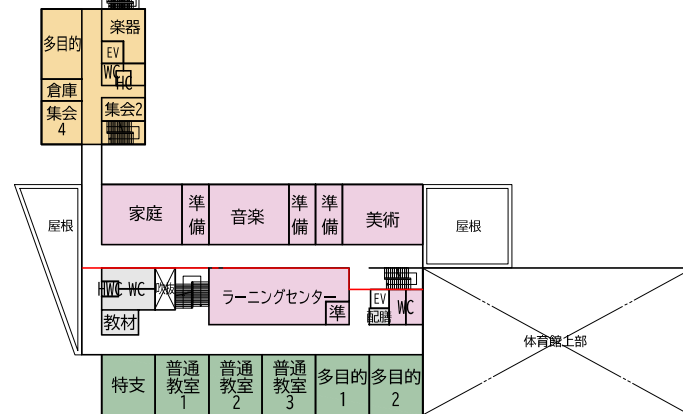 楽器
多目的
EV
WC
HC
倉庫
集会
4
集会2
家庭
準
備
音楽
準
備
準
備
美術
屋根
屋根
HWC
WC
吹抜
ラーニングセンター
準
EV
WC
配膳
教材
体育館上部
特支
普通
教室
1
普通
教室
2
普通
教室
3
多目的
1
多目的
2